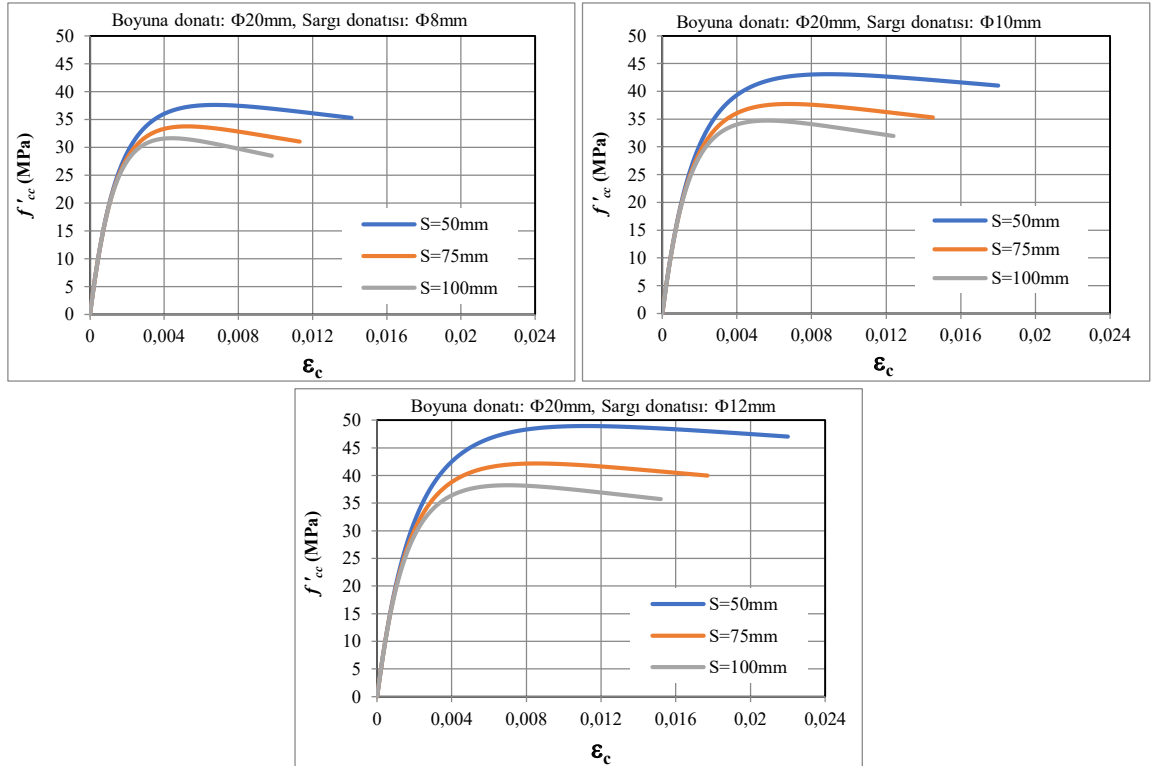 Boyuna donatı: Φ20mm, Sargı donatısı: Φ8mm
50
45
40
35
30
25
20
15
10
5
0
f'cc (MPa)
S=50mm
S=75mm
S=100mm
0 0,004 0,008 0,012 0,016 0,02 0,024
εc
Boyuna donatı: Φ20mm, Sargı donatısı: Φ10mm
50
45
40
35
30
25
20
15
10
5
0
f'cc (MPa)
S=50mm
S=75mm
S=100mm
0 0,004 0,008 0,012 0,016 0,02 0,024
εc
Boyuna donatı: Φ20mm, Sargı donatısı: Φ12mm
50
45
40
35
30
25
20
15
10
5
0
f'cc (MPa)
S=50mm
S=75mm
S=100mm
0 0,004 0,008 0,012 0,016 0,02 0,024
εc